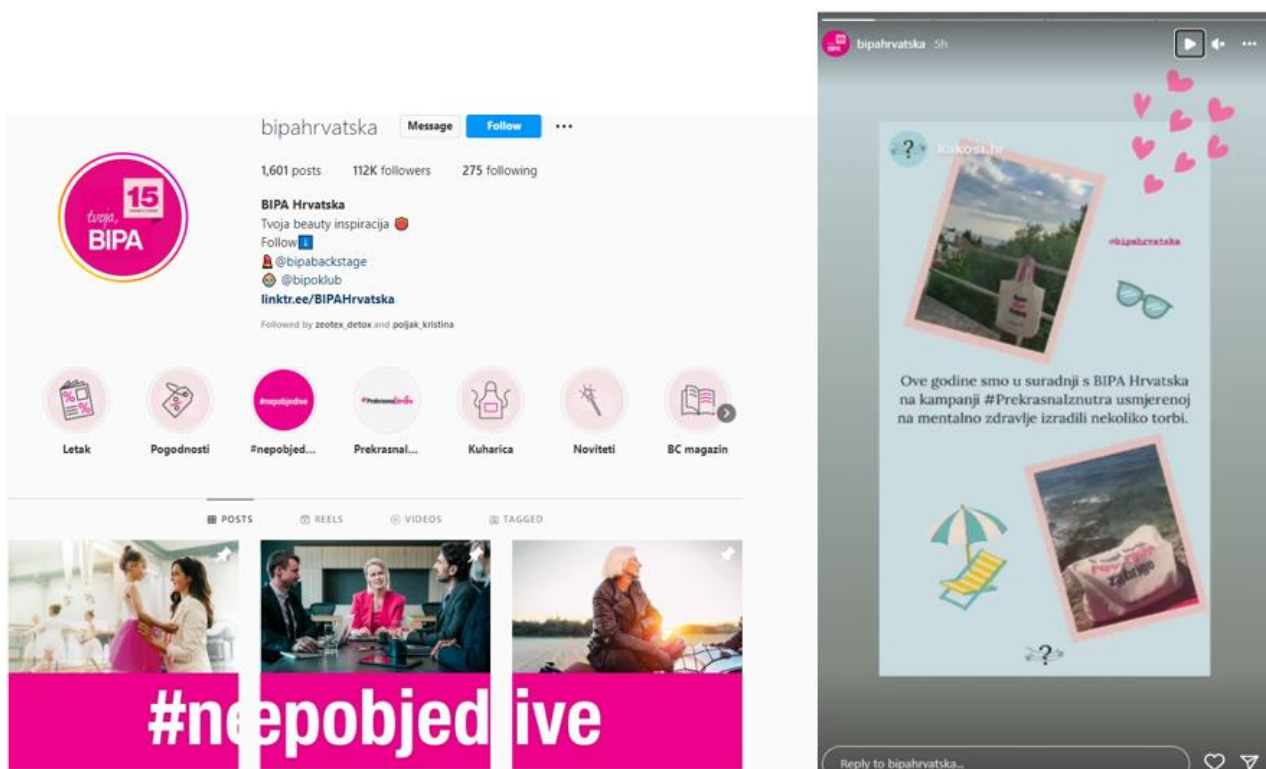 bipahrvatska Message Follow
1,601 posts 112K followers 275 following
15
tvoja,
BIPA
BIPA Hrvatska
Tvoja beauty inspiracija
Follow
@bipabackstage
@bipoklub
linktr.ee/BIPAHrvatska
Followed by zeotex_detox and poljak_kristina
#nepobjedive
Letak Pogodnosti #nepobjed... Prekrasnal... Kuharica Noviteti BC magazin
POSTS REELS VIDEOS TAGGED
#neepobjedive
bipahrvatska 5h
? kakosi.hr
#bipahrvatska
Ove godine smo u suradnji s BIPA Hrvatska
na kampanji #PrekrasnaIznutra usmjerenoj
na mentalno zdravlje izradili nekoliko torbi.
zabrige
?
Reply to bipahrvatska...